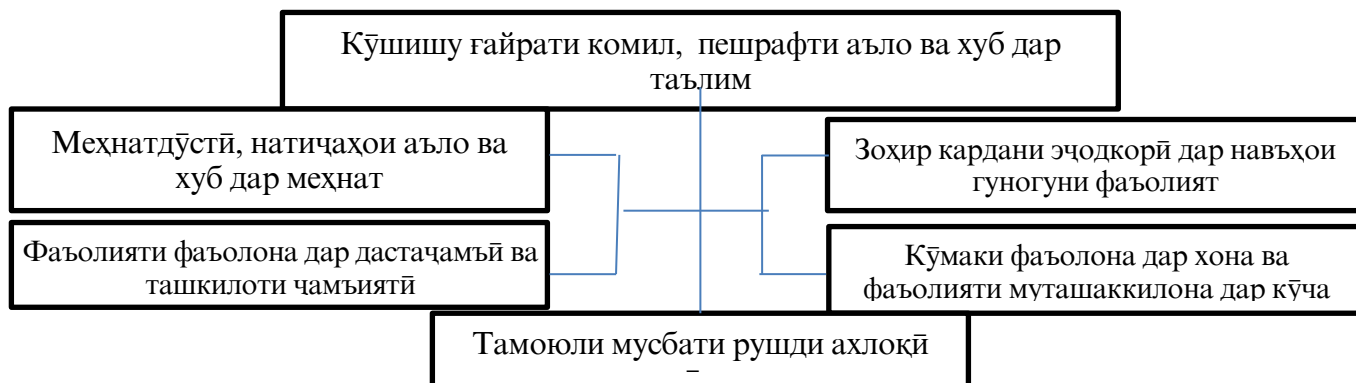 Кӯшишу ғайрати комил, пешрафти аъло ва хуб дар
таълим
Меҳнатдӯстӣ, натиҷаҳои аъло ва
хуб дар меҳнат
Зоҳир кардани эҷодкорӣ дар навъҳои
гуногуни фаъолият
Фаъолияти фаъолона дар дастаҷамъӣ ва
ташкилоти ҷамъиятӣ
Кӯмаки фаъолона дар хона ва
фаъолияти муташаккилона дар кӯча
Тамоюли мусбати рушди ахлоқӣ